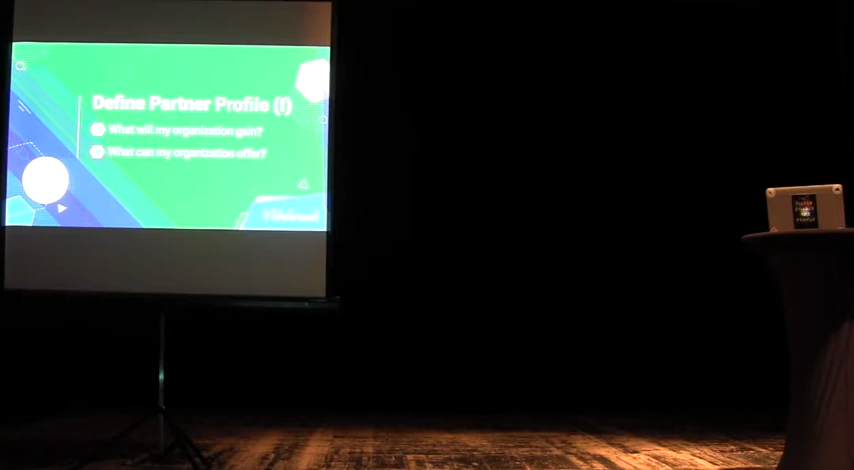 Define Partner Profile (I)
What will my organization gain?
What can my organization offer?